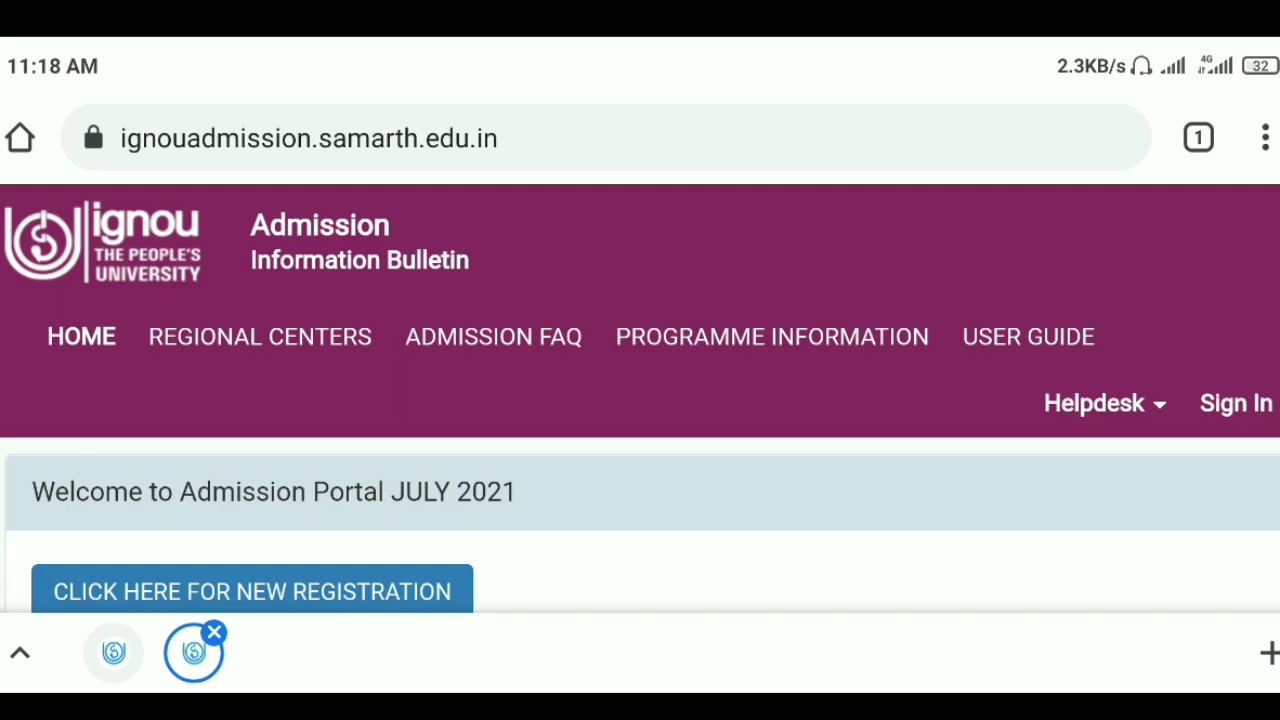 11:18 AM
2.3KB/s 4G 32
ignouadmission.samarth.edu.in
1
ignou
THE PEOPLE'S
UNIVERSITY
Admission
Information Bulletin
HOME REGIONAL CENTERS ADMISSION FAQ PROGRAMME INFORMATION USER GUIDE
Helpdesk Sign In
Welcome to Admission Portal JULY 2021
CLICK HERE FOR NEW REGISTRATION